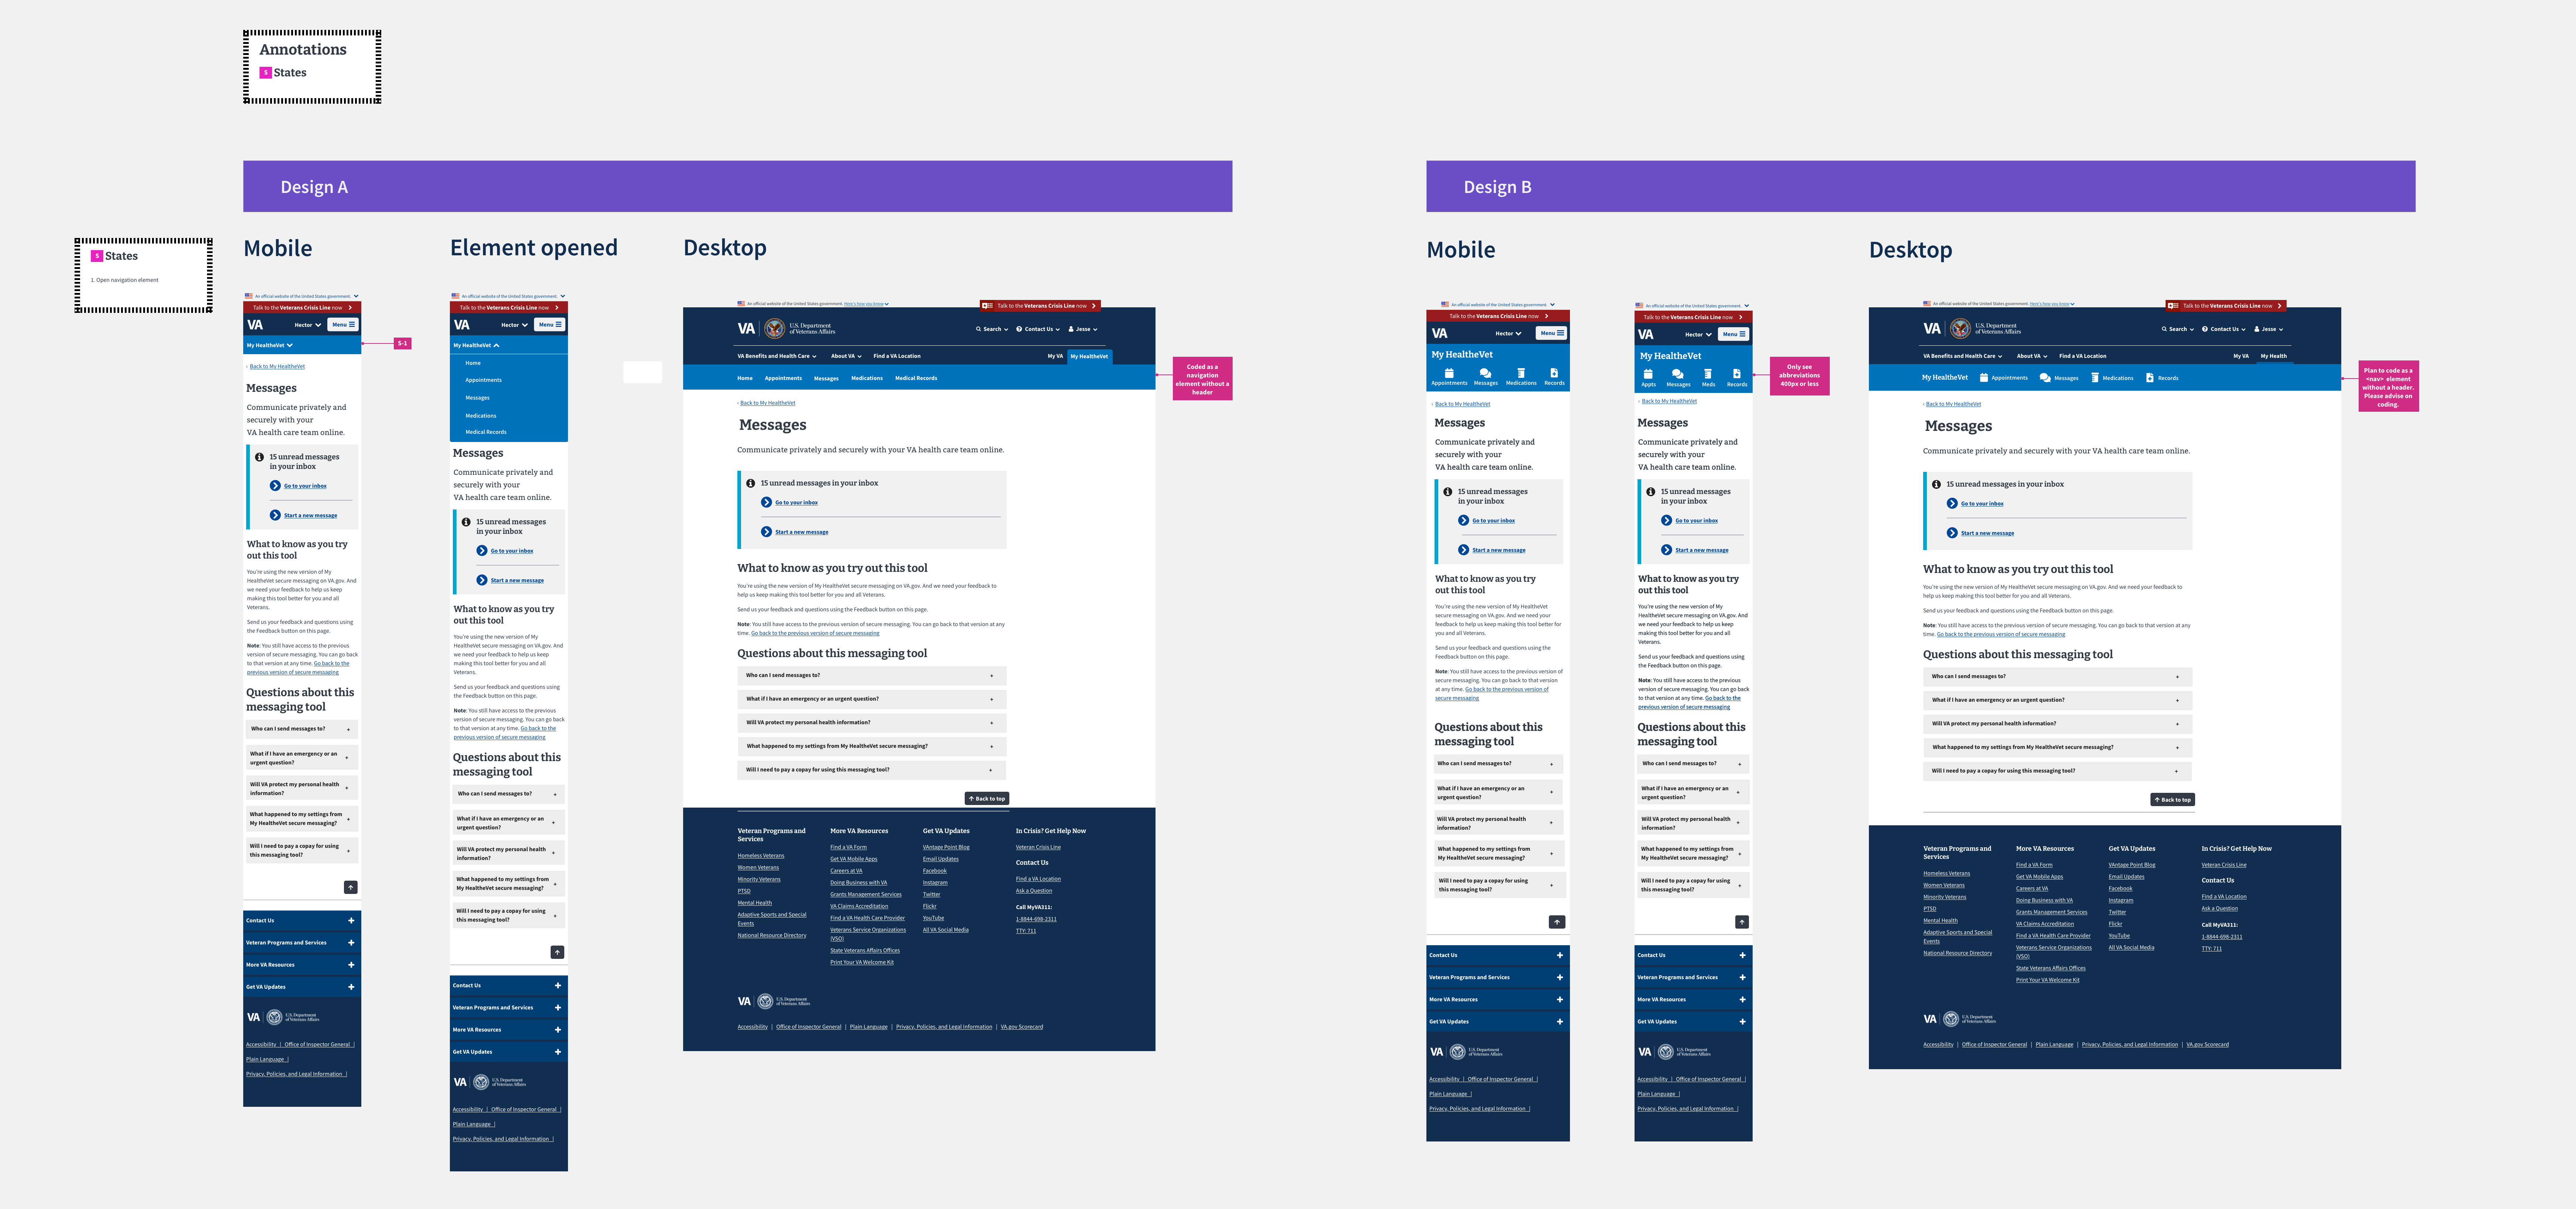 Annotations
S States
Design A
Design B
S States
1. Open navigation element
Mobile
An official website of the United States government.
Talk to the Veterans Crisis Line now
VA
Hector
Menu
My HealtheVet
S-1
Back to My HealtheVet
Messages
Communicate privately and
securely with your
VA health care team online.
15 unread messages
in your inbox
Go to your inbox
Start a new message
What to know as you try
out this tool
You're using the new version of My
HealtheVet secure messaging on VA.gov. And
we need your feedback to help us keep
making this tool better for you and all
Veterans.
Send us your feedback and questions using
the Feedback button on this page.
Note: You still have access to the previous
version of secure messaging. You can go back
to that version at any time. Go back to the
previous version of secure messaging
Questions about this
messaging tool
Who can I send messages to? +
What if I have an emergency or an
urgent question? +
Will VA protect my personal health
information? +
What happened to my settings from
My HealtheVet secure messaging? +
Will I need to pay a copay for using
this messaging tool? +
Contact Us
Veteran Programs and Services
More VA Resources
Get VA Updates
VA U.S. Department
of Veterans Affairs
Accessibility | Office of Inspector General |
Plain Language |
Privacy, Policies, and Legal Information |
Element opened
An official website of the United States government.
Talk to the Veterans Crisis Line now
VA
Hector
Menu
My HealtheVet
Home
Appointments
Messages
Medications
Medical Records
Messages
Communicate privately and
securely with your
VA health care team online.
15 unread messages
in your inbox
Go to your inbox
Start a new message
What to know as you try
out this tool
You're using the new version of My
HealtheVet secure messaging on VA.gov. And
we need your feedback to help us keep
making this tool better for you and all
Veterans.
Send us your feedback and questions using
the Feedback button on this page.
Note: You still have access to the previous
version of secure messaging. You can go back
to that version at any time. Go back to the
previous version of secure messaging
Questions about this
messaging tool
Who can I send messages to? +
What if I have an emergency or an
urgent question? +
Will VA protect my personal health
information? +
What happened to my settings from
My HealtheVet secure messaging? +
Will I need to pay a copay for using
this messaging tool? +
Contact Us
Veteran Programs and Services
More VA Resources
Get VA Updates
VA U.S. Department
of Veterans Affairs
Accessibility | Office of Inspector General |
Plain Language |
Privacy, Policies, and Legal Information |
Desktop
An official website of the United States government. Here's how you know
Talk to the Veterans Crisis Line now
VA U.S. Department
of Veterans Affairs
Search Contact Us Jesse
VA Benefits and Health Care About VA Find a VA Location My VA My HealtheVet
Home Appointments Messages Medications Medical Records
Coded as a
navigation
element without a
header
Back to My HealtheVet
Messages
Communicate privately and securely with your VA health care team online.
15 unread messages in your inbox
Go to your inbox
Start a new message
What to know as you try out this tool
You're using the new version of My HealtheVet secure messaging on VA.gov. And we need your feedback to
help us keep making this tool better for you and all Veterans.
Send us your feedback and questions using the Feedback button on this page.
Note: You still have access to the previous version of secure messaging. You can go back to that version at any
time. Go back to the previous version of secure messaging
Questions about this messaging tool
Who can I send messages to? +
What if I have an emergency or an urgent question? +
Will VA protect my personal health information? +
What happened to my settings from My HealtheVet secure messaging? +
Will I need to pay a copay for using this messaging tool? +
Back to top
Veteran Programs and
Services
Homeless Veterans
Women Veterans
Minority Veterans
PTSD
Mental Health
Adaptive Sports and Special
Events
National Resource Directory
More VA Resources
Find a VA Form
Get VA Mobile Apps
Careers at VA
Doing Business with VA
Grants Management Services
VA Claims Accreditation
Find a VA Health Care Provider
Veterans Service Organizations
(VSO)
State Veterans Affairs Offices
Print Your VA Welcome Kit
Get VA Updates
VAntage Point Blog
Email Updates
Facebook
Instagram
Twitter
Flickr
YouTube
All VA Social Media
In Crisis? Get Help Now
Veteran Crisis Line
Contact Us
Find a VA Location
Ask a Question
Call MyVA311:
1-8844-698-2311
TTY: 711
VA U.S. Department
of Veterans Affairs
Accessibility | Office of Inspector General | Plain Language | Privacy, Policies, and Legal Information | VA.gov Scorecard
Mobile
An official website of the United States government.
Talk to the Veterans Crisis Line now
VA
Hector
Menu
My HealtheVet
Appointments Messages Medications Records
Back to My HealtheVet
Messages
Communicate privately and
securely with your
VA health care team online.
15 unread messages
in your inbox
Go to your inbox
Start a new message
What to know as you try
out this tool
You're using the new version of My HealtheVet
secure messaging on VA.gov. And we need your
feedback to help us keep making this tool better for
you and all Veterans.
Send us your feedback and questions using the
Feedback button on this page.
Note: You still have access to the previous version of
secure messaging. You can go back to that version
at any time. Go back to the previous version of
secure messaging
Questions about this
messaging tool
Who can I send messages to? +
What if I have an emergency or an
urgent question? +
Will VA protect my personal health
information? +
What happened to my settings from
My HealtheVet secure messaging? +
Will I need to pay a copay for using
this messaging tool? +
Contact Us
Veteran Programs and Services
More VA Resources
Get VA Updates
VA U.S. Department
of Veterans Affairs
Accessibility | Office of Inspector General |
Plain Language |
Privacy, Policies, and Legal Information |
An official website of the United States government.
Talk to the Veterans Crisis Line now
VA
Hector
Menu
My HealtheVet
Appts Messages Meds Records
Only see
abbreviations
400px or less
Back to My HealtheVet
Messages
Communicate privately and
securely with your
VA health care team online.
15 unread messages
in your inbox
Go to your inbox
Start a new message
What to know as you try
out this tool
You're using the new version of My
HealtheVet secure messaging on VA.gov. And
we need your feedback to help us keep
making this tool better for you and all
Veterans.
Send us your feedback and questions using
the Feedback button on this page.
Note: You still have access to the previous
version of secure messaging. You can go back
to that version at any time. Go back to the
previous version of secure messaging
Questions about this
messaging tool
Who can I send messages to? +
What if I have an emergency or an
urgent question? +
Will VA protect my personal health
information? +
What happened to my settings from
My HealtheVet secure messaging? +
Will I need to pay a copay for using
this messaging tool? +
Contact Us
Veteran Programs and Services
More VA Resources
Get VA Updates
VA U.S. Department
of Veterans Affairs
Accessibility | Office of Inspector General |
Plain Language |
Privacy, Policies, and Legal Information |
Desktop
An official website of the United States government. Here's how you know
Talk to the Veterans Crisis Line now
VA U.S. Department
of Veterans Affairs
Search Contact Us Jesse
VA Benefits and Health Care About VA Find a VA Location My VA My Health
My HealtheVet Appointments Messages Medications Records
Plan to code as a
<nav> element
without a header.
Please advise on
coding.
Back to My HealtheVet
Messages
Communicate privately and securely with your VA health care team online.
15 unread messages in your inbox
Go to your inbox
Start a new message
What to know as you try out this tool
You're using the new version of My HealtheVet secure messaging on VA.gov. And we need your feedback to
help us keep making this tool better for you and all Veterans.
Send us your feedback and questions using the Feedback button on this page.
Note: You still have access to the previous version of secure messaging. You can go back to that version at any
time. Go back to the previous version of secure messaging
Questions about this messaging tool
Who can I send messages to? +
What if I have an emergency or an urgent question? +
Will VA protect my personal health information? +
What happened to my settings from My HealtheVet secure messaging? +
Will I need to pay a copay for using this messaging tool? +
Back to top
Veteran Programs and
Services
Homeless Veterans
Women Veterans
Minority Veterans
PTSD
Mental Health
Adaptive Sports and Special
Events
National Resource Directory
More VA Resources
Find a VA Form
Get VA Mobile Apps
Careers at VA
Doing Business with VA
Grants Management Services
VA Claims Accreditation
Find a VA Health Care Provider
Veterans Service Organizations
(VSO)
State Veterans Affairs Offices
Print Your VA Welcome Kit
Get VA Updates
VAntage Point Blog
Email Updates
Facebook
Instagram
Twitter
Flickr
YouTube
All VA Social Media
In Crisis? Get Help Now
Veteran Crisis Line
Contact Us
Find a VA Location
Ask a Question
Call MyVA311:
1-8844-698-2311
TTY: 711
VA U.S. Department
of Veterans Affairs
Accessibility | Office of Inspector General | Plain Language | Privacy, Policies, and Legal Information | VA.gov Scorecard